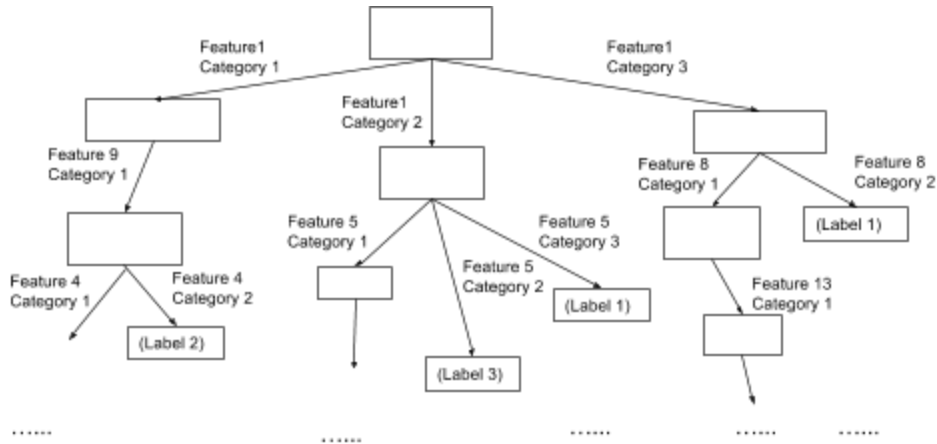 Feature1
Category 1
Feature1
Category 2
Feature1
Category 3
Feature 9
Category 1
Feature 8
Category 1
Feature 8
Category 2
Feature 5
Category 1
Feature 5
Category 3
(Label 1)
Feature 4
Category 1
Feature 4
Category 2
Feature 5
Category 2
Feature 13
Category 1
(Label 1)
(Label 2)
(Label 3)
......
......
......
......
......